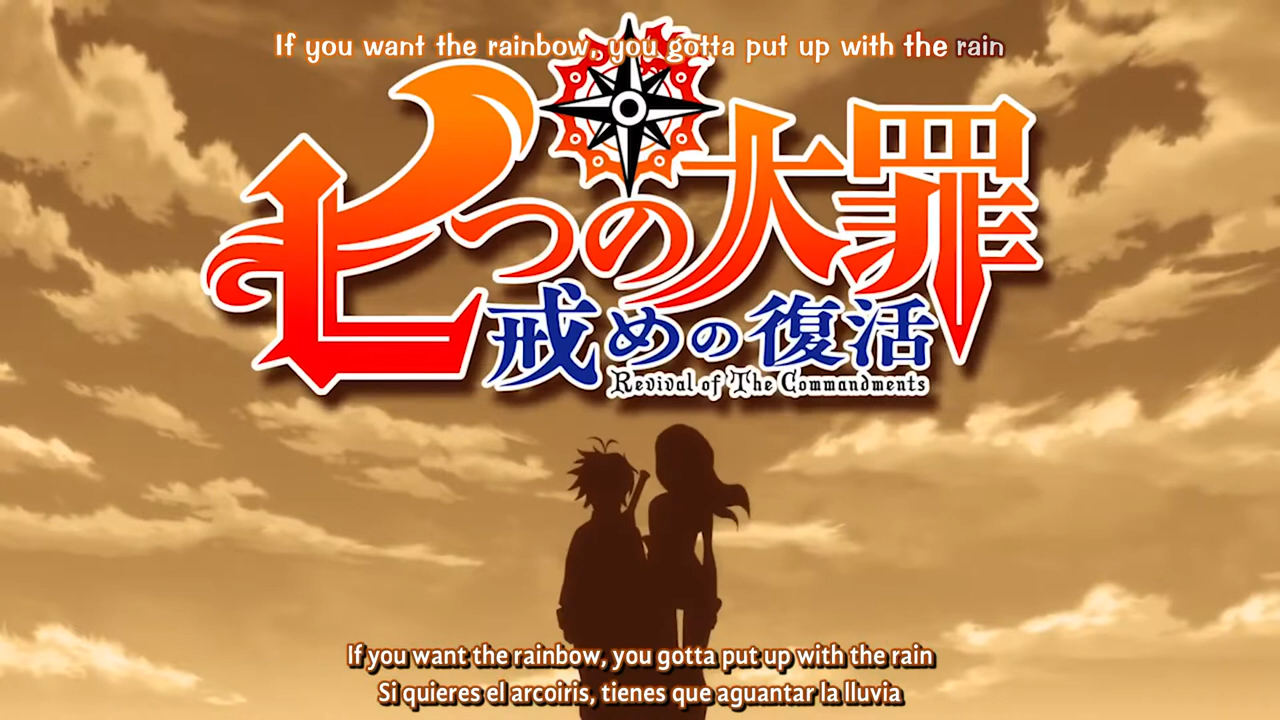 If you want the rainbow, you gotta put up with the rain
七つの大罪
戒めの復活
Revival of The Commandments
If you want the rainbow, you gotta put up with the rain
Si quieres el arcoiris, tienes que aguantar la lluvia